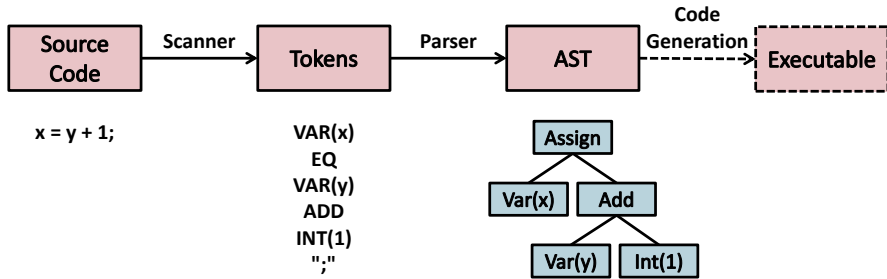 Source
Code
Scanner
Tokens
Parser
AST
Code
Generation
Executable
x = y + 1;
VAR(x)
EQ
VAR(y)
ADD
INT(1)
";"
Assign
Var(x)
Add
Var(y)
Int(1)